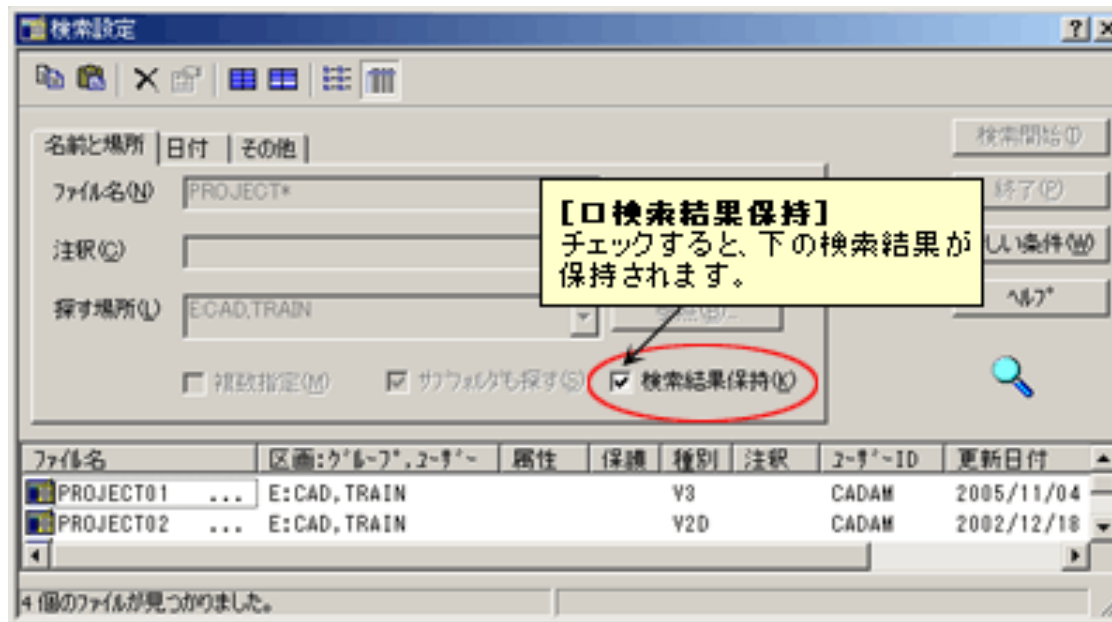 検索設定
名前と場所 日付 その他
検索開始(I)
ファイル名(N) PROJECT*
終了(P)
注釈(C)
しい条件(W)
[口検索結果保持]
チェックすると、下の検索結果が
保持されます。
探す場所(L) E:CAD,TRAIN
ヘルプ
複数指定(M) サブフォルダも探す(S) 検索結果保持(K)
ファイル名 区画:グループ,ユーザー 属性 保護 種別 注釈 ユーザーID 更新日付
PROJECT01 ... E:CAD,TRAIN V3 CADAM 2005/11/04
PROJECT02 ... E:CAD,TRAIN V2D CADAM 2002/12/18
4 個のファイルが見つかりました。